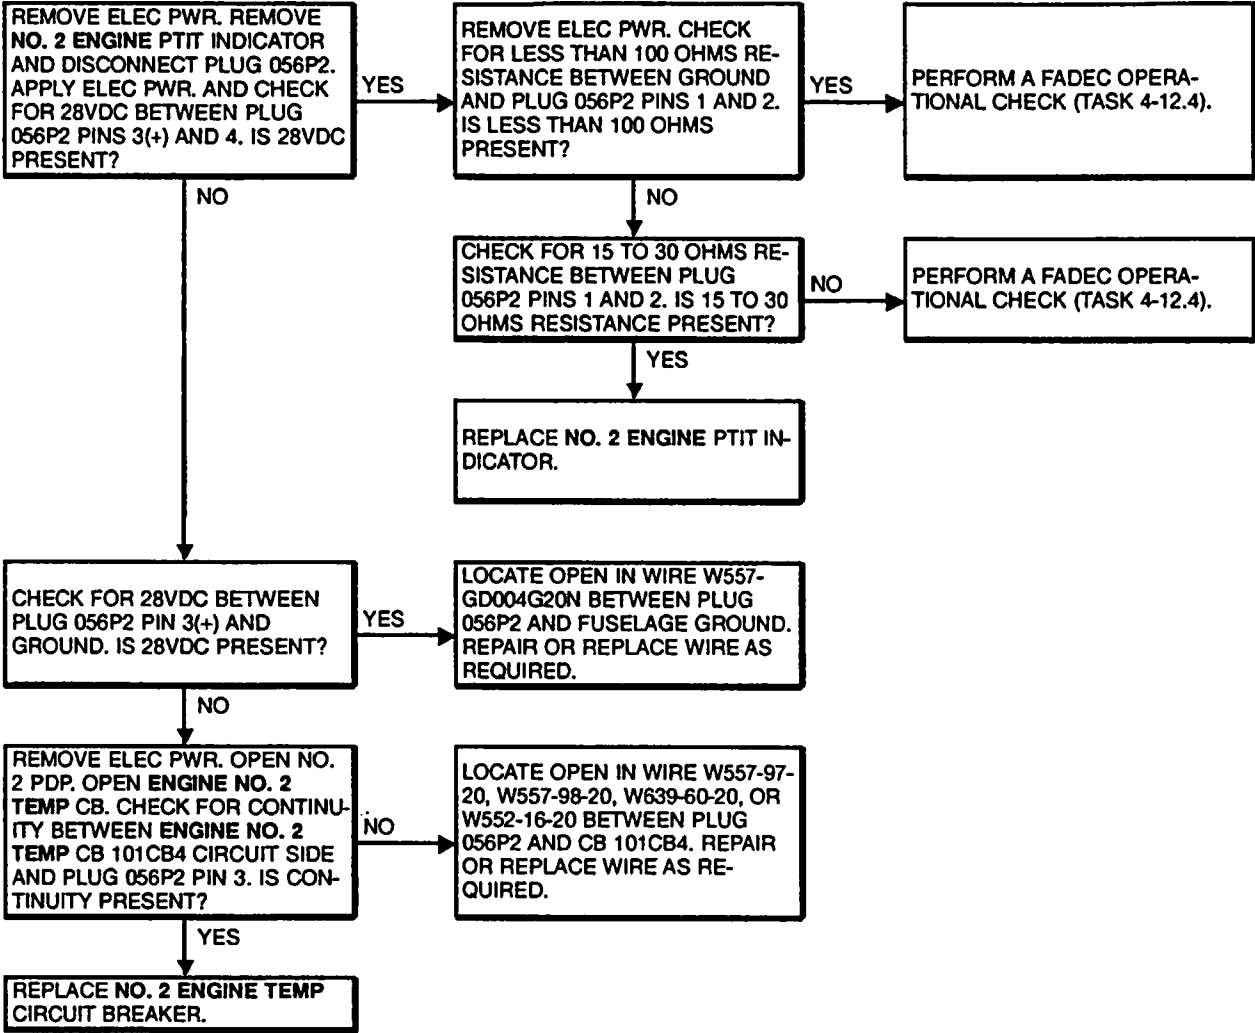 REMOVE ELEC PWR. REMOVE
NO. 2 ENGINE PTIT INDICATOR
AND DISCONNECT PLUG 056P2.
APPLY ELEC PWR. AND CHECK
FOR 28VDC BETWEEN PLUG
056P2 PINS 3(+) AND 4. IS 28VDC
PRESENT?
YES
REMOVE ELEC PWR. CHECK
FOR LESS THAN 100 OHMS RE-
SISTANCE BETWEEN GROUND
AND PLUG 056P2 PINS 1 AND 2.
IS LESS THAN 100 OHMS
PRESENT?
YES
PERFORM A FADEC OPERA-
TIONAL CHECK (TASK 4-12.4).
NO
NO
CHECK FOR 15 TO 30 OHMS RE-
SISTANCE BETWEEN PLUG
056P2 PINS 1 AND 2. IS 15 TO 30
OHMS RESISTANCE PRESENT?
NO
PERFORM A FADEC OPERA-
TIONAL CHECK (TASK 4-12.4).
YES
REPLACE NO. 2 ENGINE PTIT IN-
DICATOR.
CHECK FOR 28VDC BETWEEN
PLUG 056P2 PIN 3(+) AND
GROUND. IS 28VDC PRESENT?
YES
LOCATE OPEN IN WIRE W557-
GD004G20N BETWEEN PLUG
056P2 AND FUSELAGE GROUND.
REPAIR OR REPLACE WIRE AS
REQUIRED.
NO
REMOVE ELEC PWR. OPEN NO.
2 PDP. OPEN ENGINE NO. 2
TEMP CB. CHECK FOR CONTINU-
ITY BETWEEN ENGINE NO. 2
TEMP CB 101CB4 CIRCUIT SIDE
AND PLUG 056P2 PIN 3. IS CON-
TINUITY PRESENT?
NO
LOCATE OPEN IN WIRE W557-97-
20, W557-98-20, W639-60-20, OR
W552-16-20 BETWEEN PLUG
056P2 AND CB 101CB4. REPAIR
OR REPLACE WIRE AS RE-
QUIRED.
YES
REPLACE NO. 2 ENGINE TEMP
CIRCUIT BREAKER.